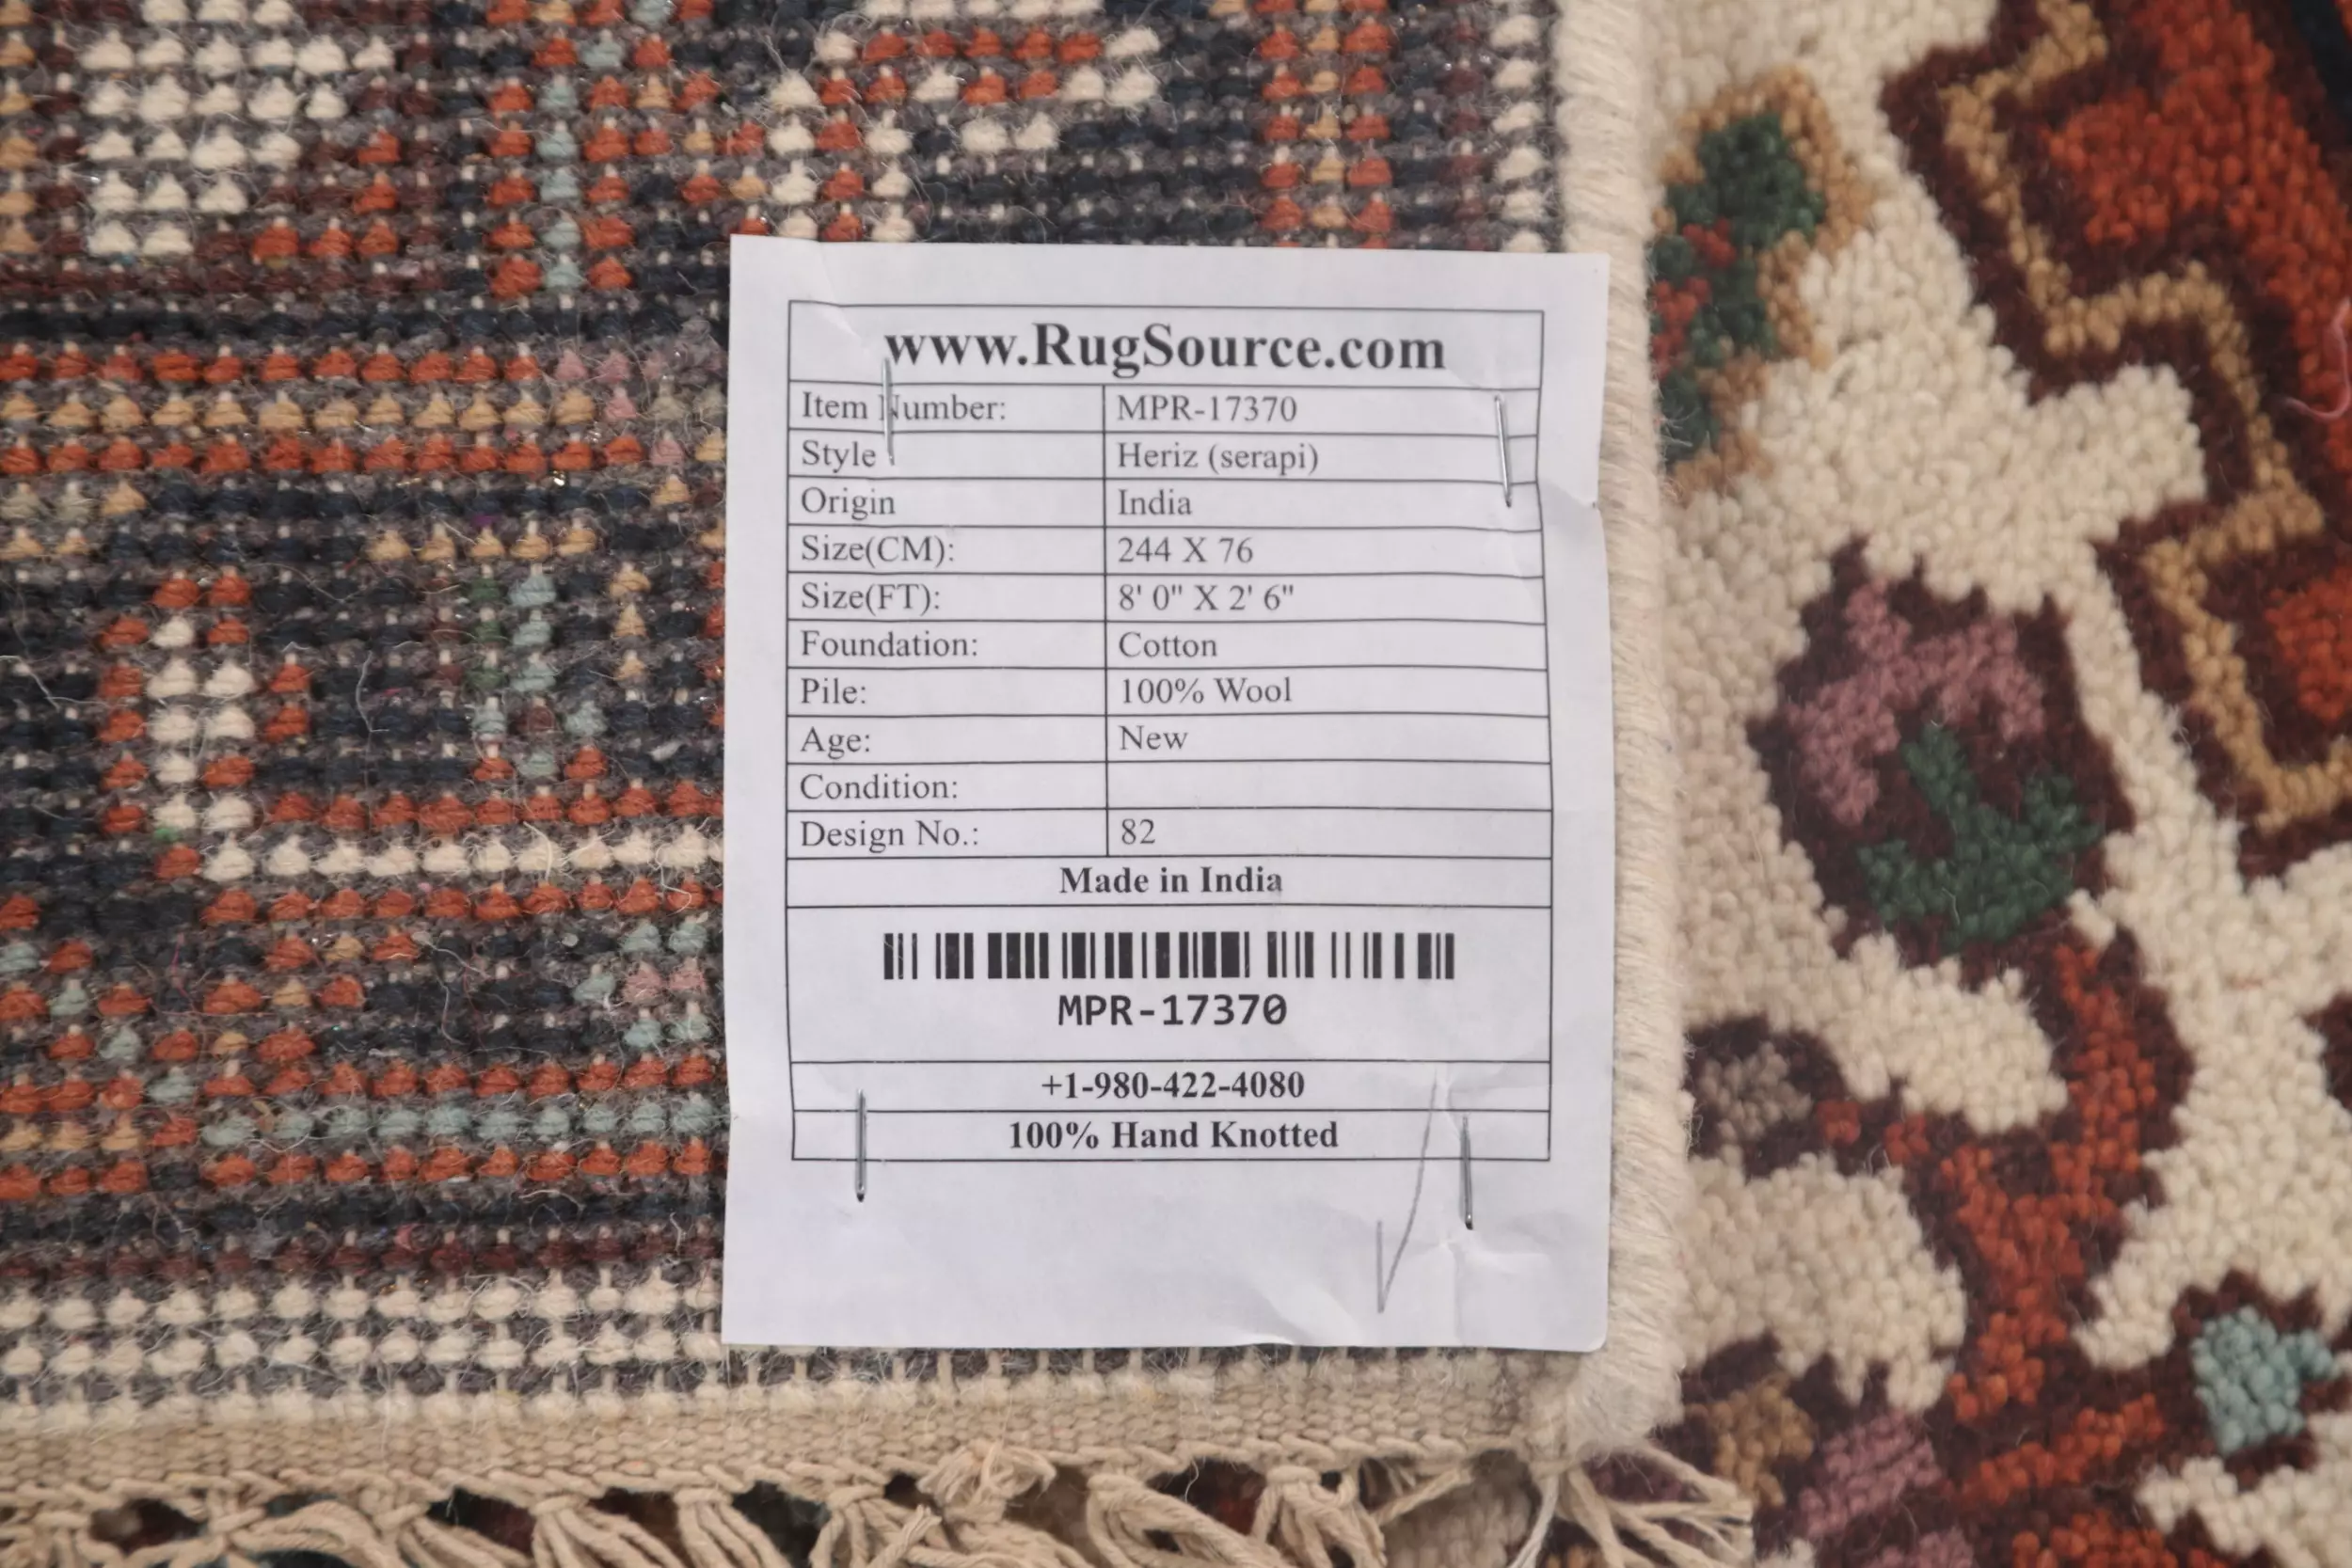 www.RugSource.com
Item Number: MPR-17370
Style Heriz (serapi)
Origin India
Size(CM): 244 X 76
Size(FT): 8' 0" X 2' 6"
Foundation: Cotton
Pile: 100% Wool
Age: New
Condition:
Design No.: 82
Made in India
MPR-17370
+1-980-422-4080
100% Hand Knotted